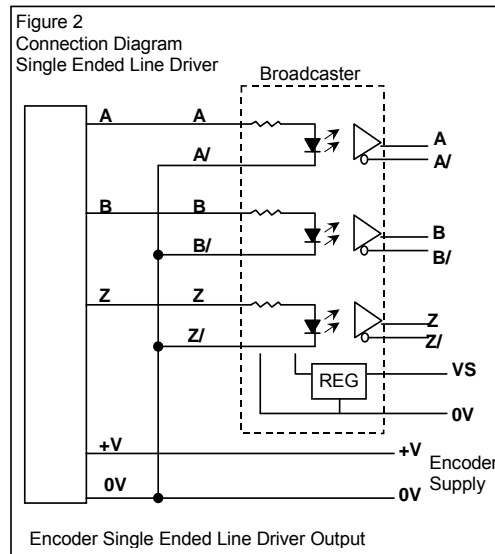 Figure 2
Connection Diagram
Single Ended Line Driver
Broadcaster
A A A
A/ A/
B B B
B/ B/
Z Z Z
Z/ Z/
REG VS
0V
+V +V
Encoder
Supply
0V 0V
Encoder Single Ended Line Driver Output